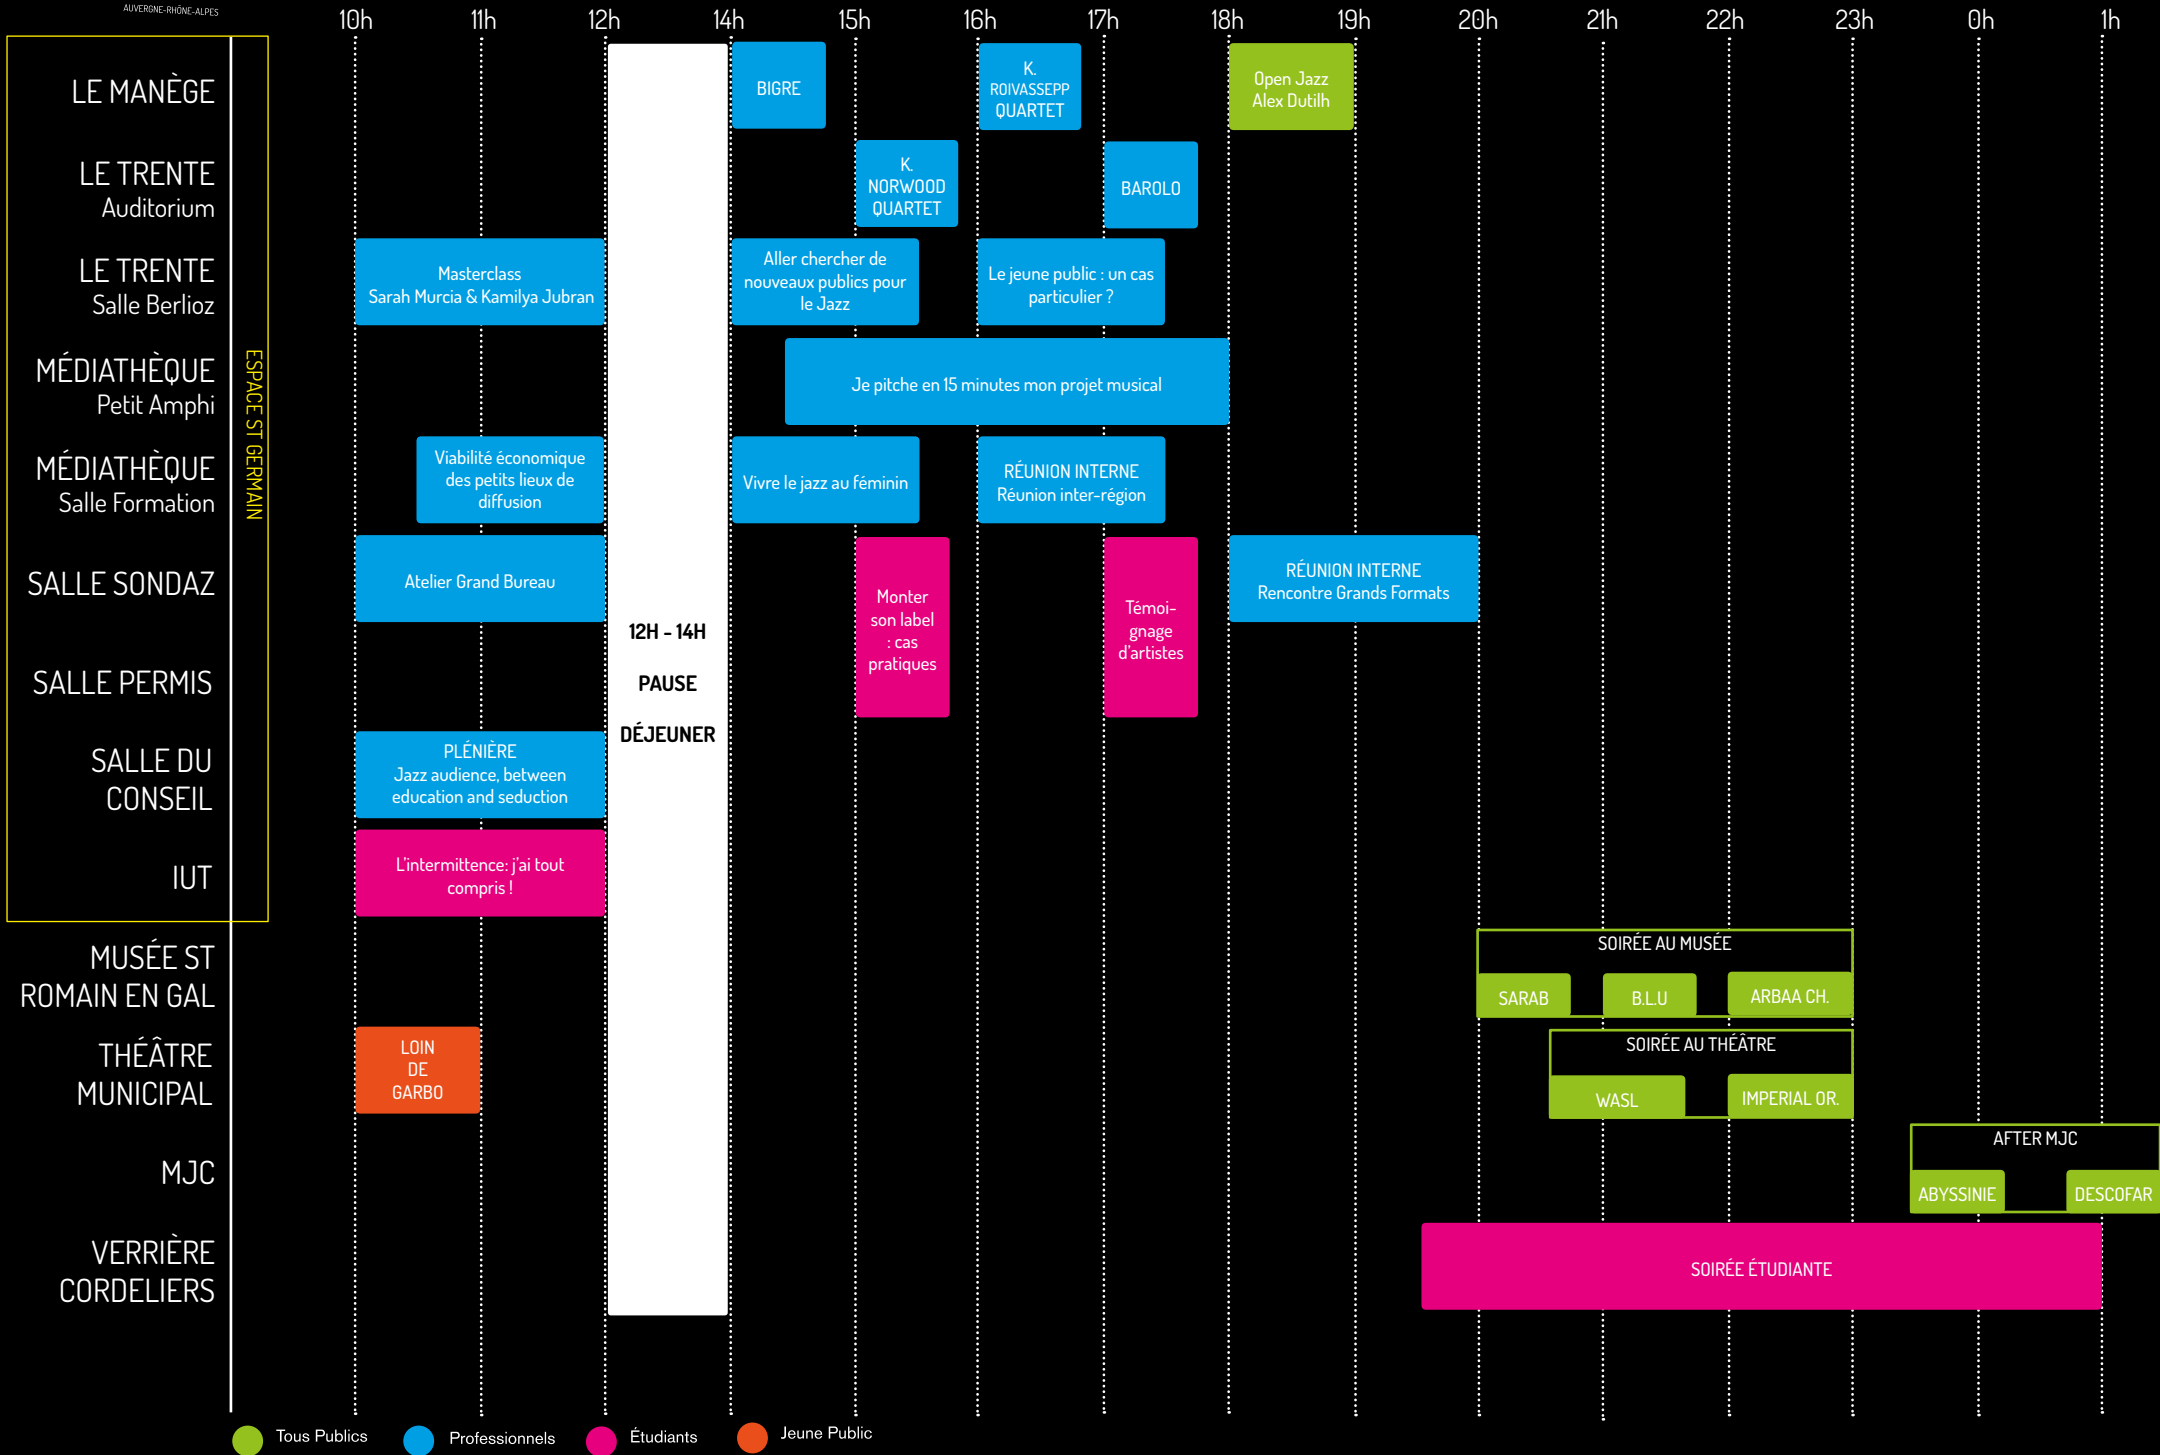 AUVERGNE-RHÔNE-ALPES
10h 11h 12h 14h 15h 16h 17h 18h 19h 20h 21h 22h 23h 0h 1h
ESPACE ST GERMAIN
LE MANÈGE
BIGRE
K.
ROIVASSEPP
QUARTET
Open Jazz
Alex Dutilh
LE TRENTE
Auditorium
K.
NORWOOD
QUARTET
BAROLO
LE TRENTE
Salle Berlioz
Masterclass
Sarah Murcia & Kamilya Jubran
Aller chercher de
nouveaux publics pour
le Jazz
Le jeune public : un cas
particulier ?
MÉDIATHÈQUE
Petit Amphi
Je pitche en 15 minutes mon projet musical
MÉDIATHÈQUE
Salle Formation
Viabilité économique
des petits lieux de
diffusion
Vivre le jazz au féminin
RÉUNION INTERNE
Réunion inter-région
SALLE SONDAZ
Atelier Grand Bureau
Monter
son label
: cas
pratiques
Témoi-
gnage
d'artistes
RÉUNION INTERNE
Rencontre Grands Formats
12H - 14H
PAUSE
DÉJEUNER
SALLE PERMIS
SALLE DU
CONSEIL
PLÉNIÈRE
Jazz audience, between
education and seduction
IUT
L'intermittence: j'ai tout
compris !
MUSÉE ST
ROMAIN EN GAL
SOIRÉE AU MUSÉE
SARAB
B.L.U
ARBAA CH.
THÉÂTRE
MUNICIPAL
LOIN
DE
GARBO
SOIRÉE AU THÉÂTRE
WASL
IMPERIAL OR.
MJC
AFTER MJC
ABYSSINIE
DESCOFAR
VERRIÈRE
CORDELIERS
SOIRÉE ÉTUDIANTE
Tous Publics
Professionnels
Étudiants
Jeune Public